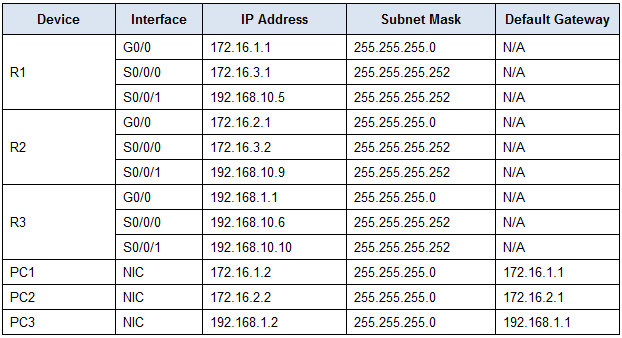 Device Interface IP Address Subnet Mask Default Gateway
R1 G0/0 172.16.1.1 255.255.255.0 N/A
S0/0/0 172.16.3.1 255.255.255.252 N/A
S0/0/1 192.168.10.5 255.255.255.252 N/A
R2 G0/0 172.16.2.1 255.255.255.0 N/A
S0/0/0 172.16.3.2 255.255.255.252 N/A
S0/0/1 192.168.10.9 255.255.255.252 N/A
R3 G0/0 192.168.1.1 255.255.255.0 N/A
S0/0/0 192.168.10.6 255.255.255.252 N/A
S0/0/1 192.168.10.10 255.255.255.252 N/A
PC1 NIC 172.16.1.2 255.255.255.0 172.16.1.1
PC2 NIC 172.16.2.2 255.255.255.0 172.16.2.1
PC3 NIC 192.168.1.2 255.255.255.0 192.168.1.1